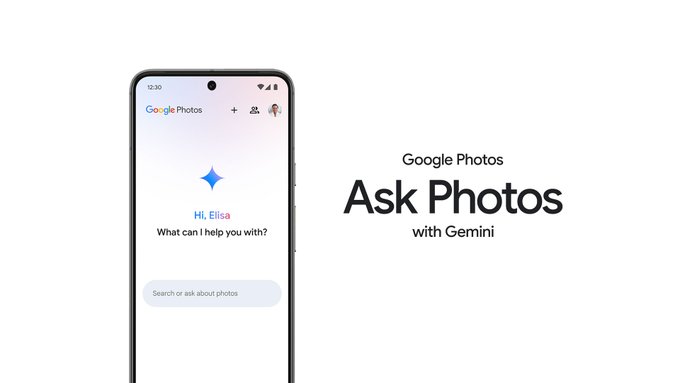 12:30
Google Photos
Hi, Elisa
What can I help you with?
Search or ask about photos
Google Photos
Ask Photos
with Gemini